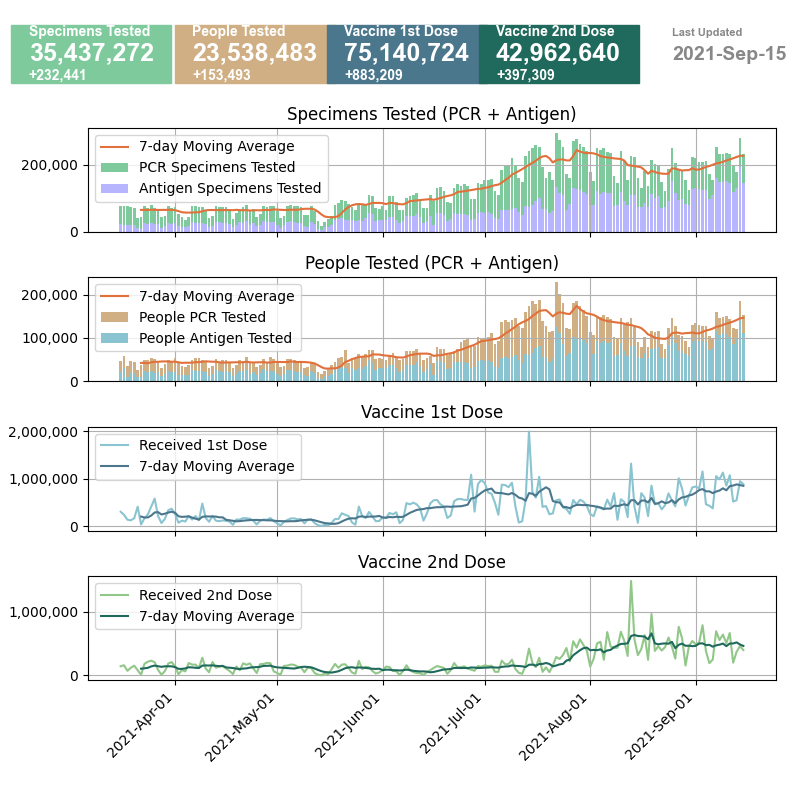 Specimens Tested
35,437,272
+232,441
People Tested
23,538,483
+153,493
Vaccine 1st Dose
75,140,724
+883,209
Vaccine 2nd Dose
42,962,640
+397,309
Last Updated
2021-Sep-15
Specimens Tested (PCR + Antigen)
7-day Moving Average
PCR Specimens Tested
Antigen Specimens Tested
200,000
0
People Tested (PCR + Antigen)
7-day Moving Average
People PCR Tested
People Antigen Tested
200,000
100,000
0
Vaccine 1st Dose
Received 1st Dose
7-day Moving Average
2,000,000
1,000,000
0
Vaccine 2nd Dose
Received 2nd Dose
7-day Moving Average
1,000,000
0
2021-Apr-01
2021-May-01
2021-Jun-01
2021-Jul-01
2021-Aug-01
2021-Sep-01